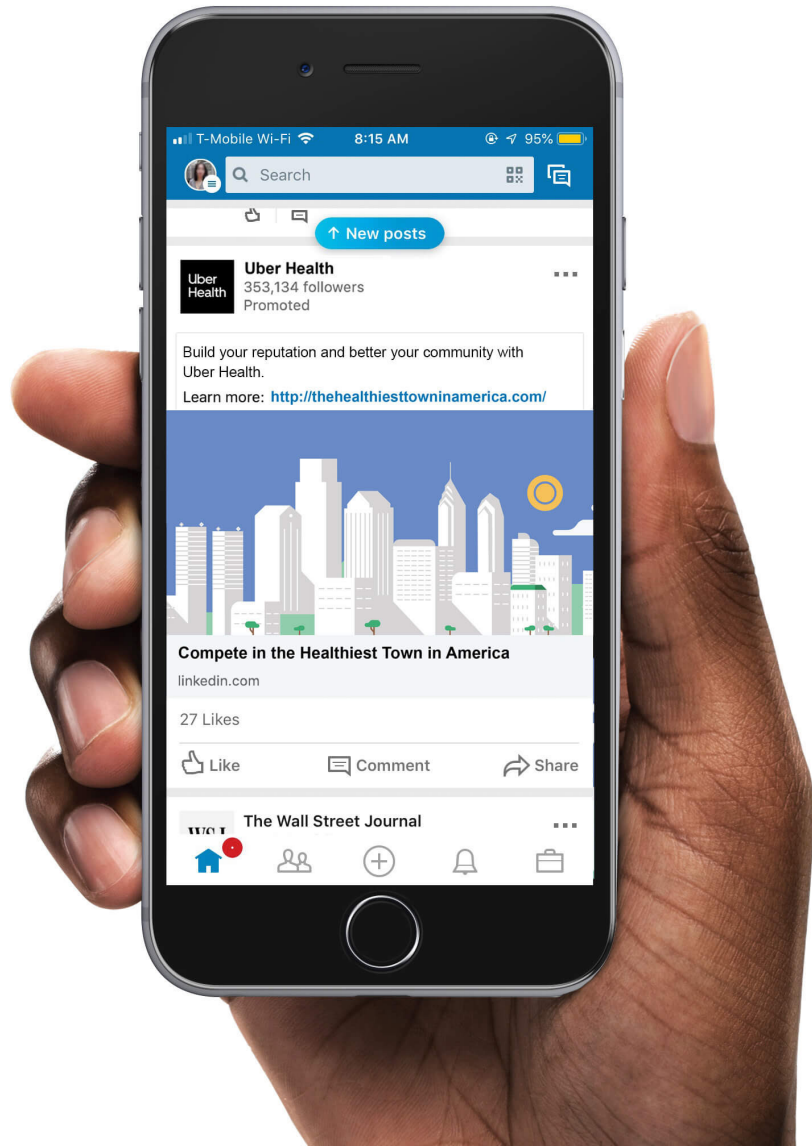 T-Mobile Wi-Fi 8:15 AM 95%
Search
↑ New posts
Uber
Health
Uber Health
353,134 followers
Promoted
Build your reputation and better your community with
Uber Health.
Learn more: http://thehealthiesttowninamerica.com/
Compete in the Healthiest Town in America
linkedin.com
27 Likes
Like Comment Share
WSJ The Wall Street Journal